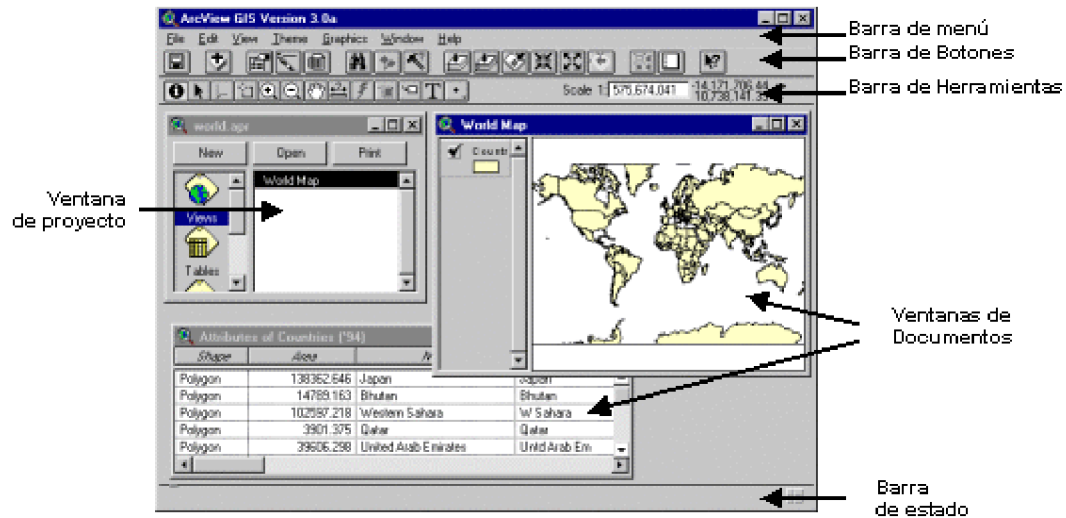 ArcView GIS Version 3.0a
File Edit View Theme Graphics Window Help
Barra de menú
Barra de Botones
Scale 1: 575,674,041
-14,171,706.44
10,738,141.35
Barra de Herramientas
world.apr
New Open Print
Views
Tables
World Map
World Map
Countr
Ventana
de proyecto
Ventanas de
Documentos
Attributes of Countries ('94)
Shape Area N
Polygon 138362.646 Japan Japan
Polygon 14789.163 Bhutan Bhutan
Polygon 102597.218 Western Sahara W Sahara
Polygon 3901.375 Qatar Qatar
Polygon 39606.298 United Arab Emirates Untd Arab Em
Barra
de estado